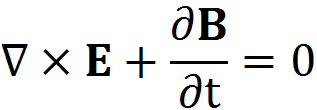 ∇ × 𝐄 + ∂𝐁/∂t = 0